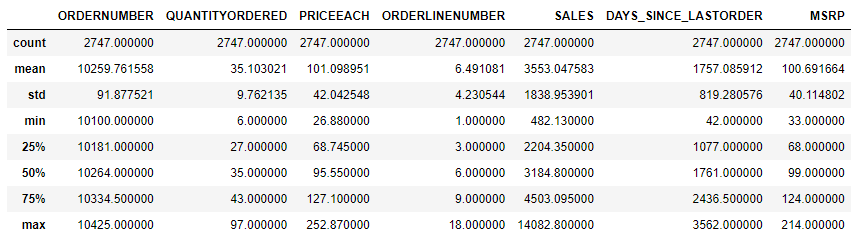 ORDERNUMBER QUANTITYORDERED PRICEEACH ORDERLINENUMBER SALES DAYS_SINCE_LASTORDER MSRP
count 2747.000000 2747.000000 2747.000000 2747.000000 2747.000000 2747.000000 2747.000000
mean 10259.761558 35.103021 101.098951 6.491081 3553.047583 1757.085912 100.691664
std 91.877521 9.762135 42.042548 4.230544 1838.953901 819.280576 40.114802
min 10100.000000 6.000000 26.880000 1.000000 482.130000 42.000000 33.000000
25% 10181.000000 27.000000 68.745000 3.000000 2204.350000 1077.000000 68.000000
50% 10264.000000 35.000000 95.550000 6.000000 3184.800000 1761.000000 99.000000
75% 10334.500000 43.000000 127.100000 9.000000 4503.095000 2436.500000 124.000000
max 10425.000000 97.000000 252.870000 18.000000 14082.800000 3562.000000 214.000000